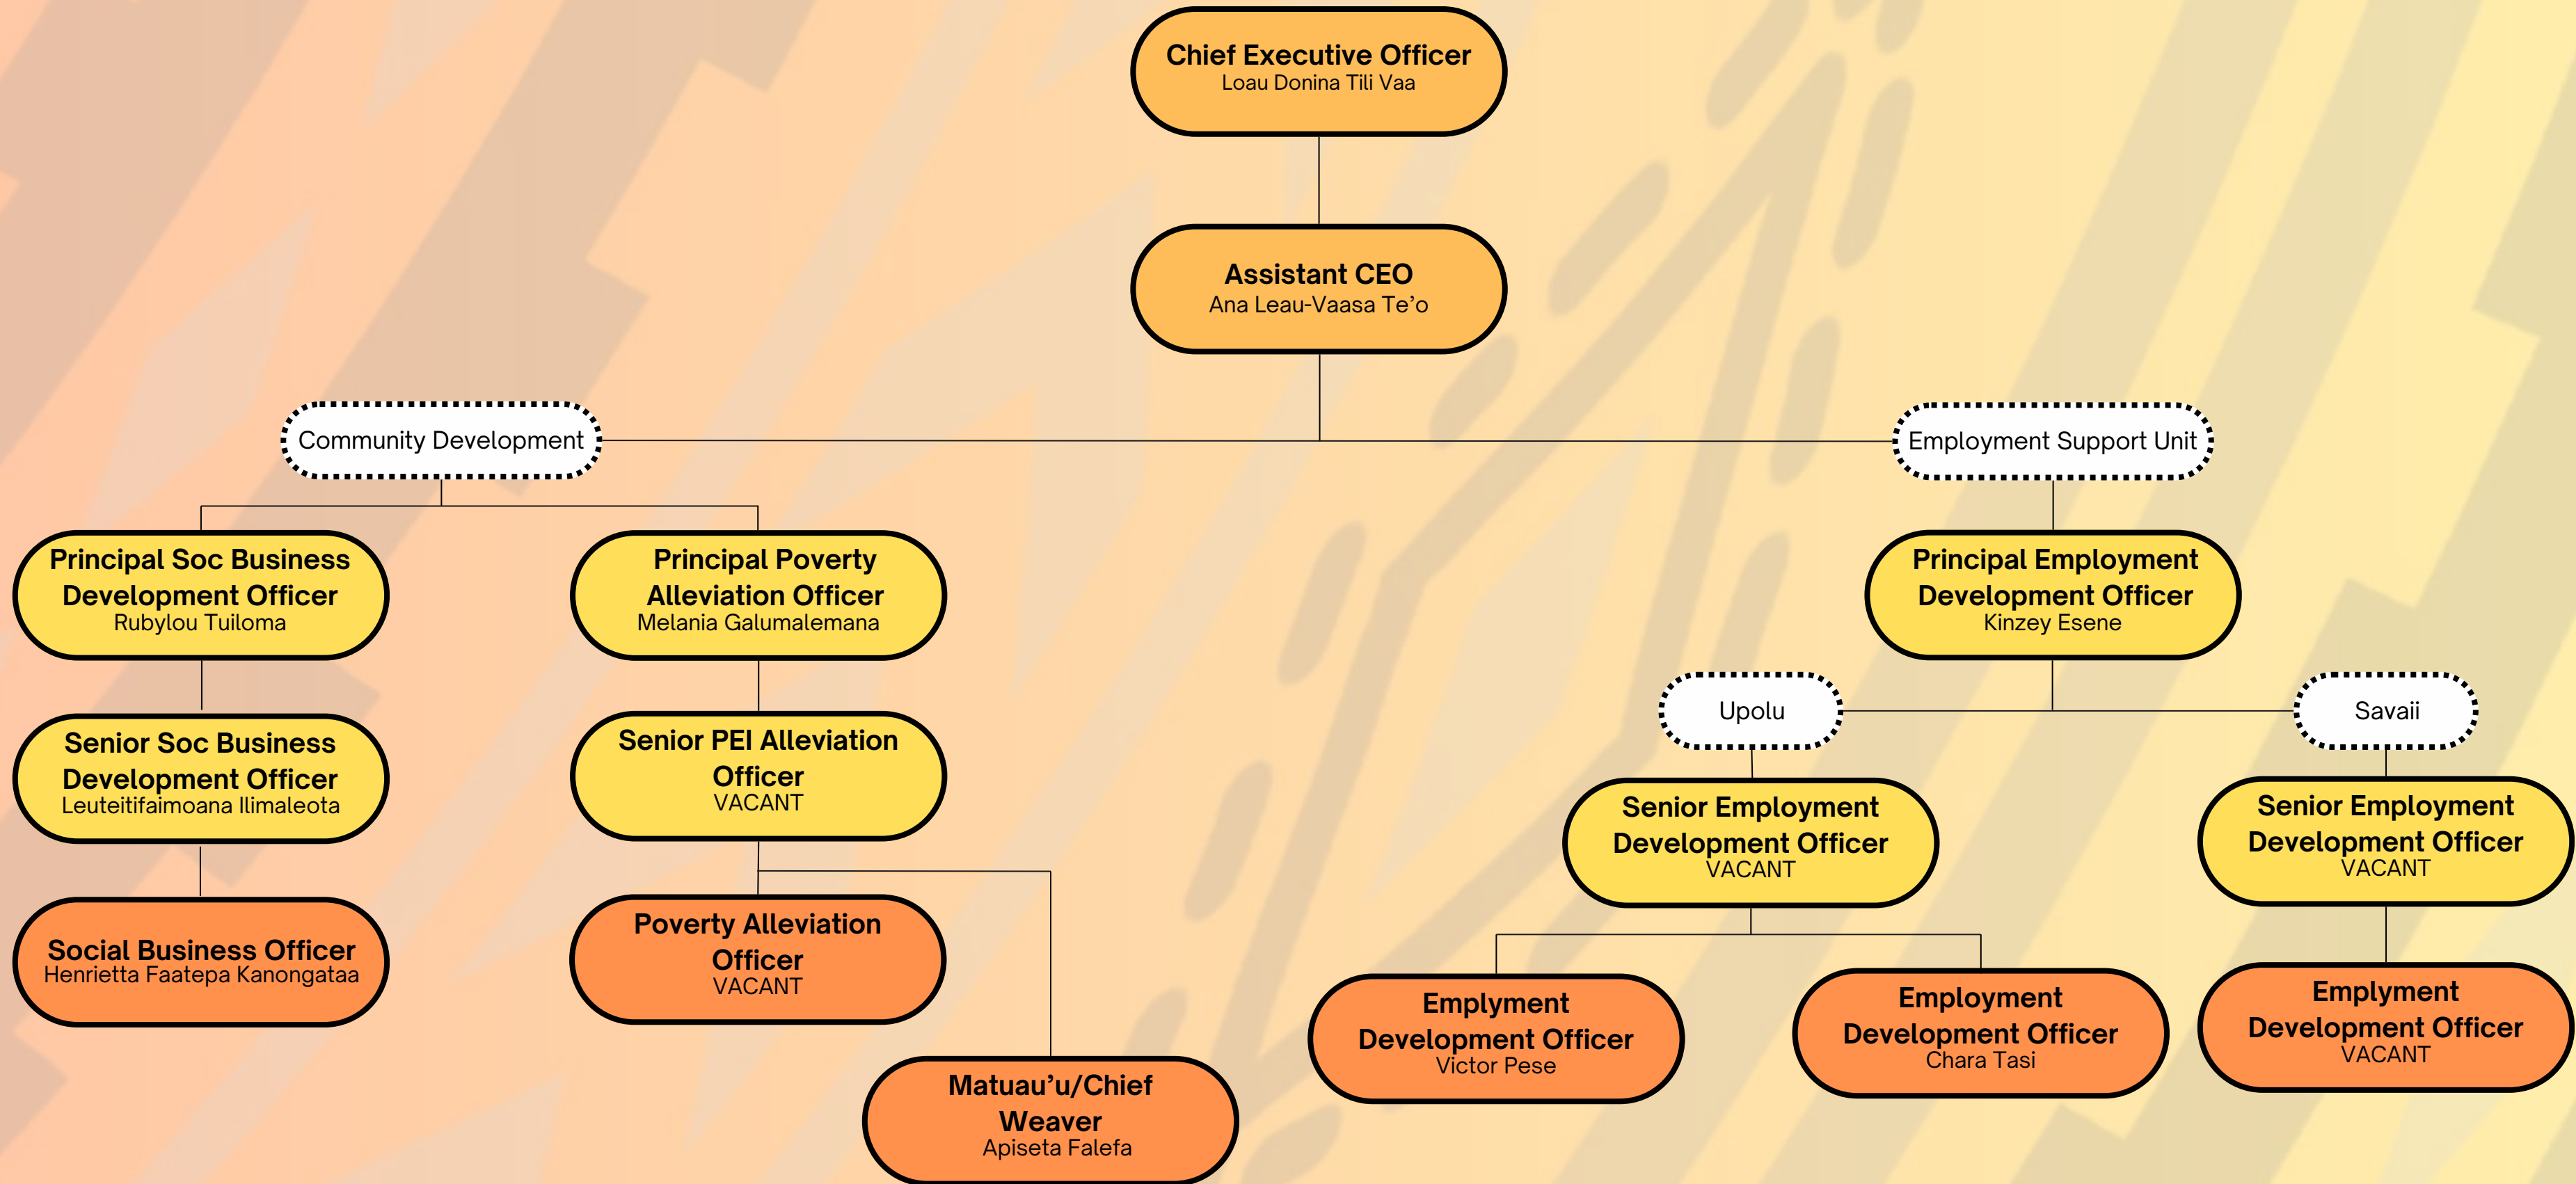 Chief Executive Officer
Loau Donina Tili Vaa
Assistant CEO
Ana Leau-Vaasa Te’o
Community Development
Employment Support Unit
Principal Soc Business
Development Officer
Rubylou Tuiloma
Principal Poverty
Alleviation Officer
Melania Galumalemana
Principal Employment
Development Officer
Kinzey Esene
Upolu
Savaii
Senior Soc Business
Development Officer
Leuteitifaimoana Ilimaleota
Senior PEI Alleviation
Officer
VACANT
Senior Employment
Development Officer
VACANT
Senior Employment
Development Officer
VACANT
Social Business Officer
Henrietta Faatepa Kanongataa
Poverty Alleviation
Officer
VACANT
Matuau’u/Chief
Weaver
Apiseta Falefa
Emplyment
Development Officer
Victor Pese
Employment
Development Officer
Chara Tasi
Emplyment
Development Officer
VACANT